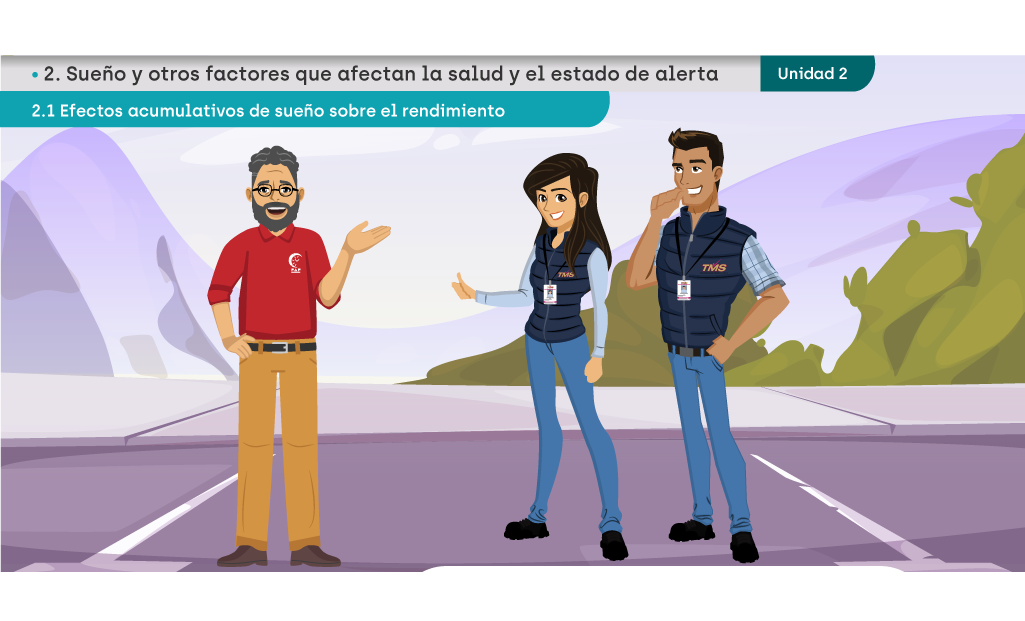 • 2. Sueño y otros factores que afectan la salud y el estado de alerta
Unidad 2
2.1 Efectos acumulativos de sueño sobre el rendimiento
TMS
TMS